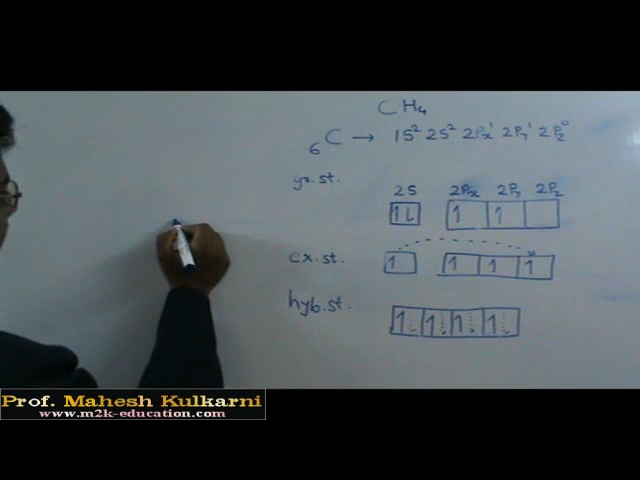 CH₄
₆C → 1S² 2S² 2Px¹ 2Py¹ 2Pz⁰
gr.st.
2S 2Px 2Py 2Pz
1⇂ 1 1
ex.st. 1 1 1 1
hyb.st. 1⇂ 1⇂ 1⇂ 1⇂
Prof. Mahesh Kulkarni
www.m2k-education.com